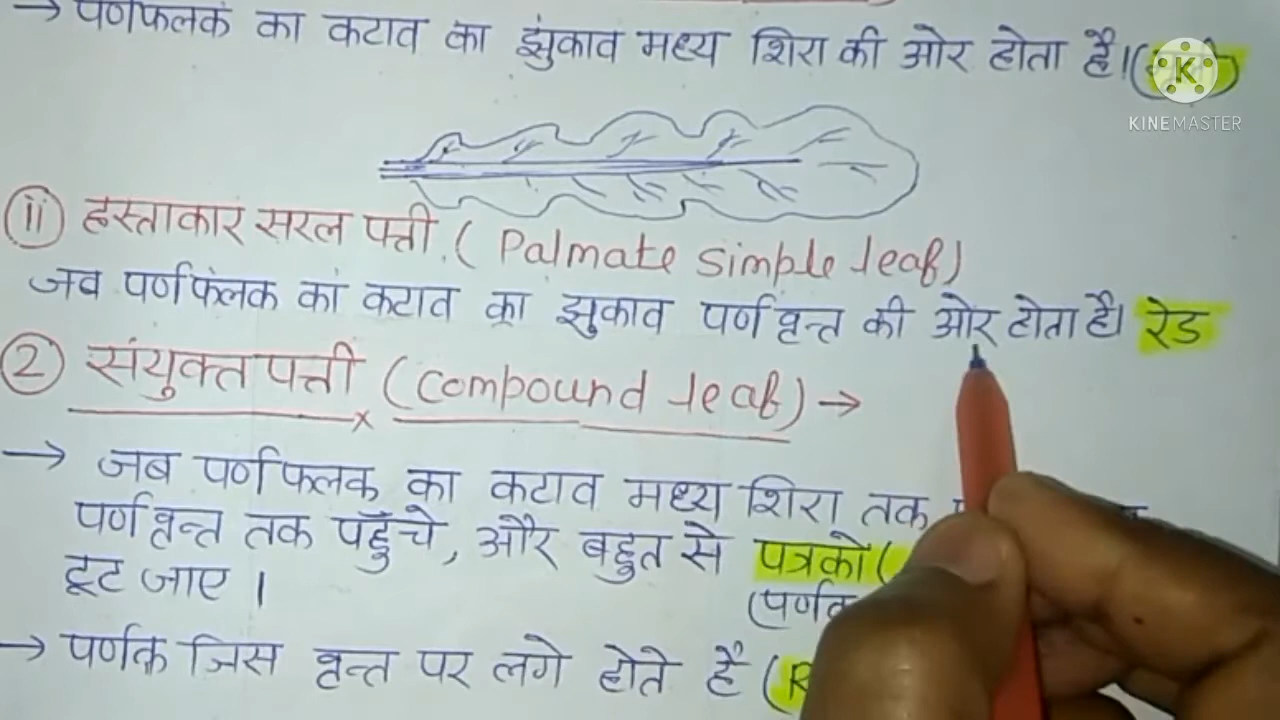 → पर्णफलक का कटाव का झुंकाव मध्य शिरा की ओर होता है।
KINEMASTER
(ii) हस्ताकार सरल पत्ती ( Palmate simple leaf)
जब पर्णफलक का कटाव का झुकाव पर्णवृन्त की ओर होता है। रेड
(2) संयुक्त पत्ती (compound leaf) →
→ जब पर्णफलक का कटाव मध्य शिरा तक
पर्णवृन्त तक पहुँचे, और बहुत से पत्रको (
टूट जाए ।
→ पर्णक जिस वृन्त पर लगे होते है (R